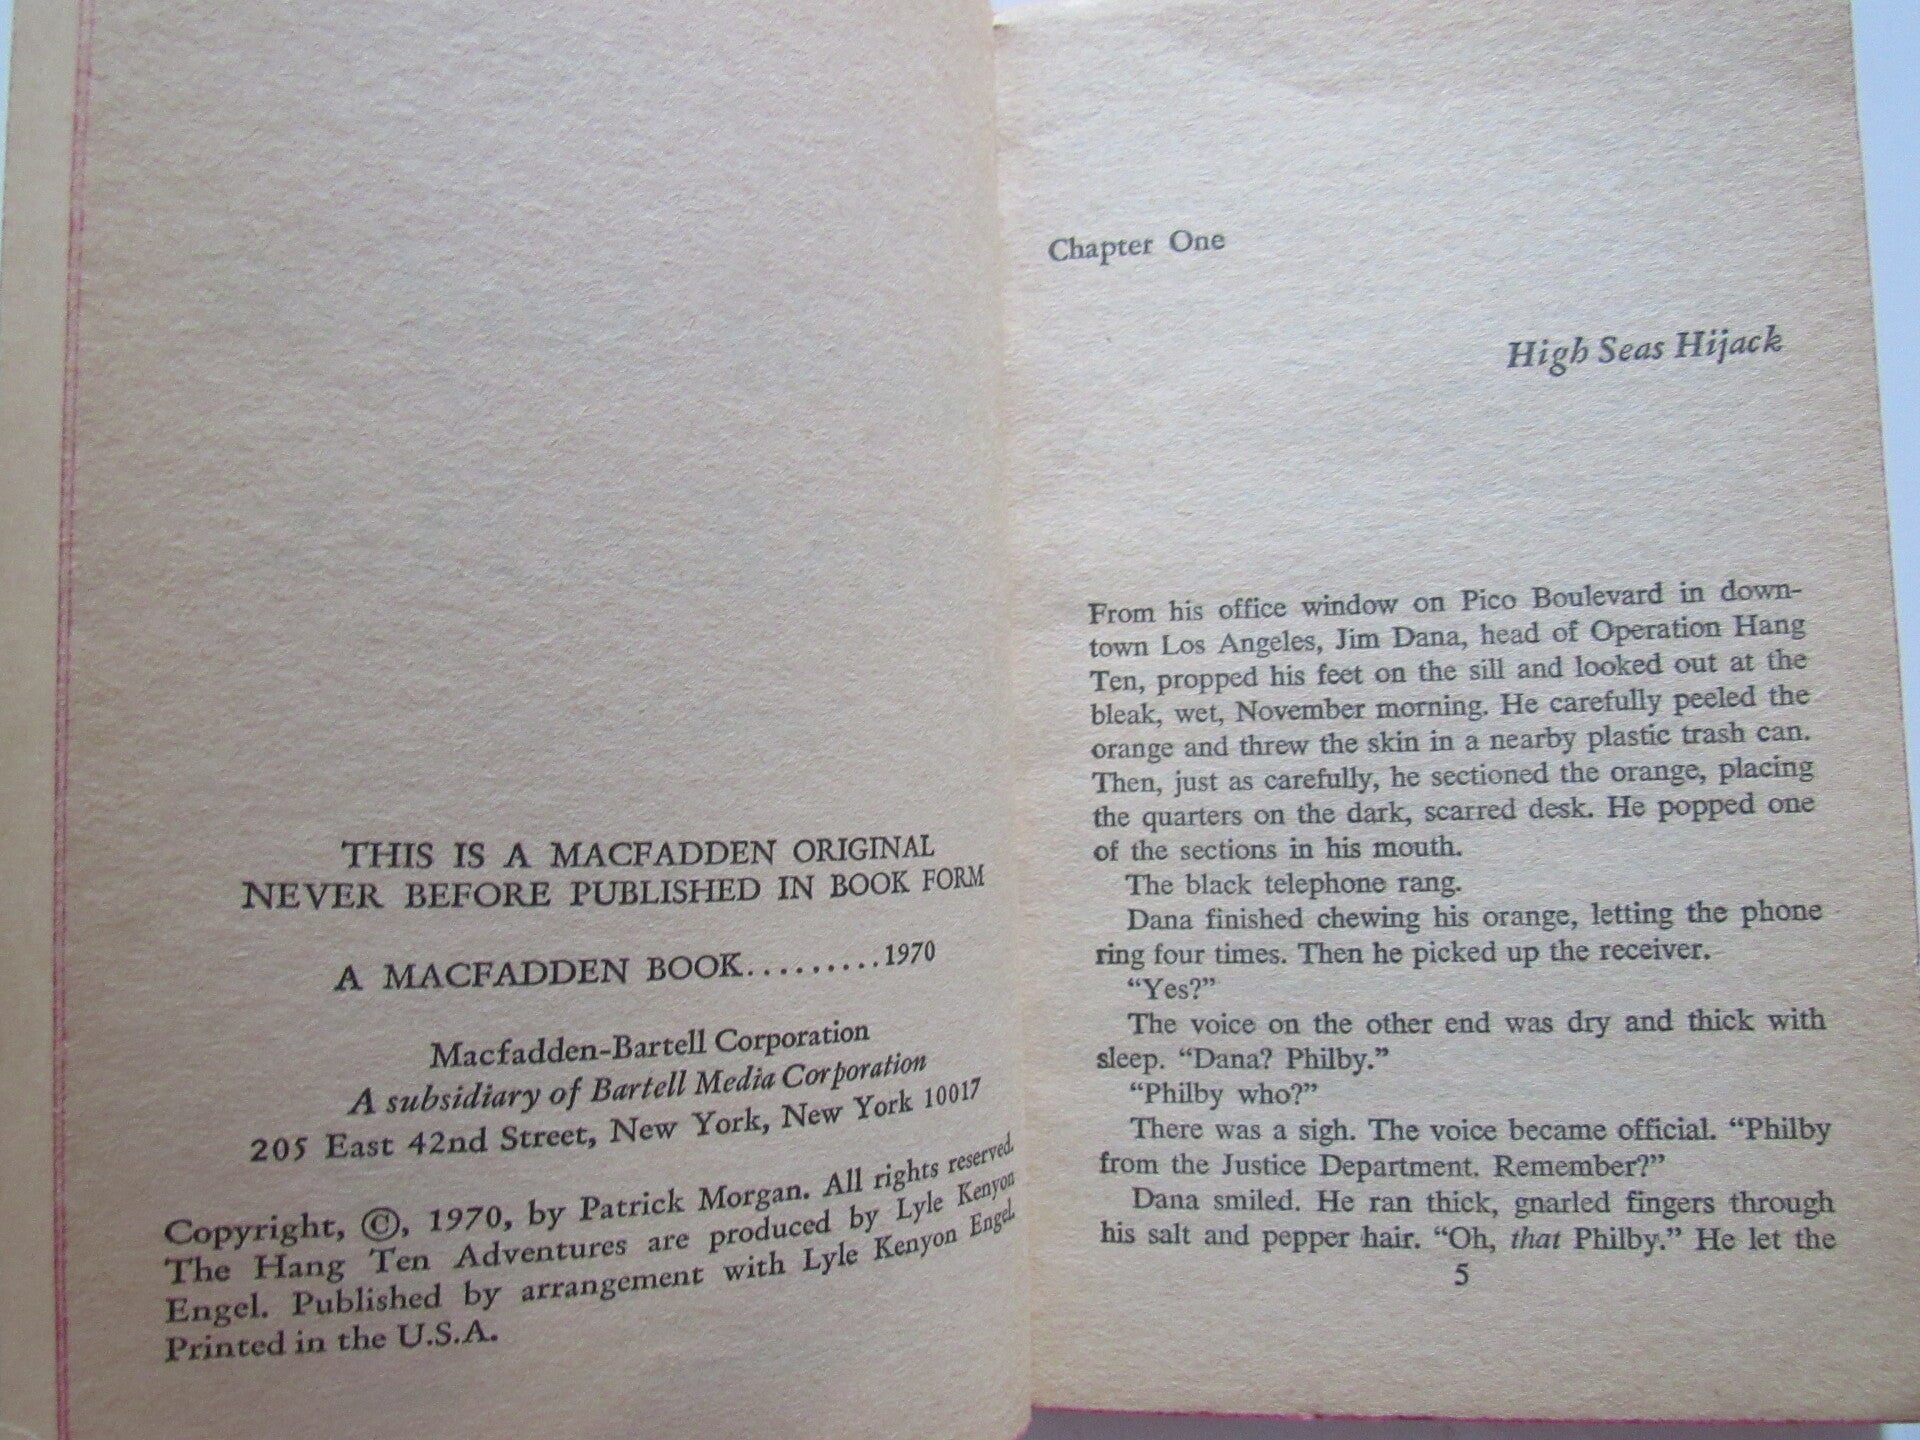 THIS IS A MACFADDEN ORIGINAL
NEVER BEFORE PUBLISHED IN BOOK FORM
A MACFADDEN BOOK.........1970
Macfadden-Bartell Corporation
A subsidiary of Bartell Media Corporation
205 East 42nd Street, New York, New York 10017
Copyright, ©, 1970, by Patrick Morgan. All rights reserved.
The Hang Ten Adventures are produced by Lyle Kenyon
Engel. Published by arrangement with Lyle Kenyon Engel.
Printed in the U.S.A.
Chapter One
High Seas Hijack
From his office window on Pico Boulevard in down-
town Los Angeles, Jim Dana, head of Operation Hang
Ten, propped his feet on the sill and looked out at the
bleak, wet, November morning. He carefully peeled the
orange and threw the skin in a nearby plastic trash can.
Then, just as carefully, he sectioned the orange, placing
the quarters on the dark, scarred desk. He popped one
of the sections in his mouth.
The black telephone rang.
Dana finished chewing his orange, letting the phone
ring four times. Then he picked up the receiver.
“Yes?”
The voice on the other end was dry and thick with
sleep. “Dana? Philby.”
“Philby who?”
There was a sigh. The voice became official. “Philby
from the Justice Department. Remember?”
Dana smiled. He ran thick, gnarled fingers through
his salt and pepper hair. “Oh, that Philby.” He let the
5